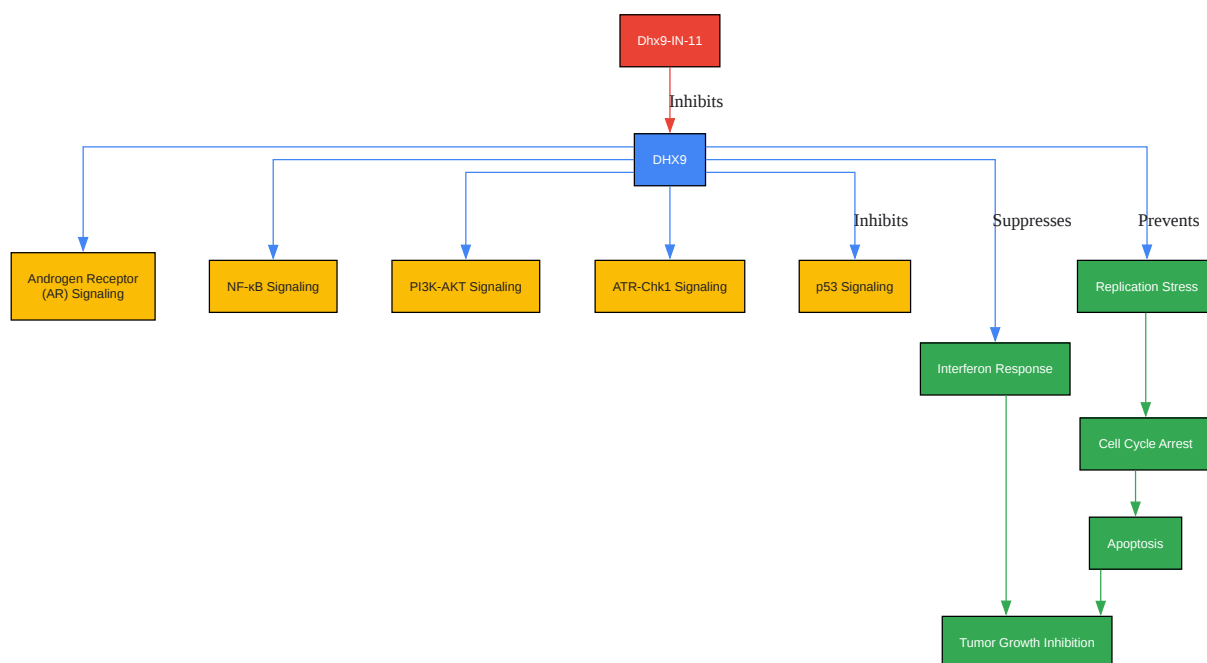 Dhx9-IN-11
Inhibits
DHX9
Inhibits
Suppresses
Prevents
Androgen Receptor
(AR) Signaling
NF-κB Signaling
PI3K-AKT Signaling
ATR-Chk1 Signaling
p53 Signaling
Replication Stress
Interferon Response
Cell Cycle Arrest
Apoptosis
Tumor Growth Inhibition